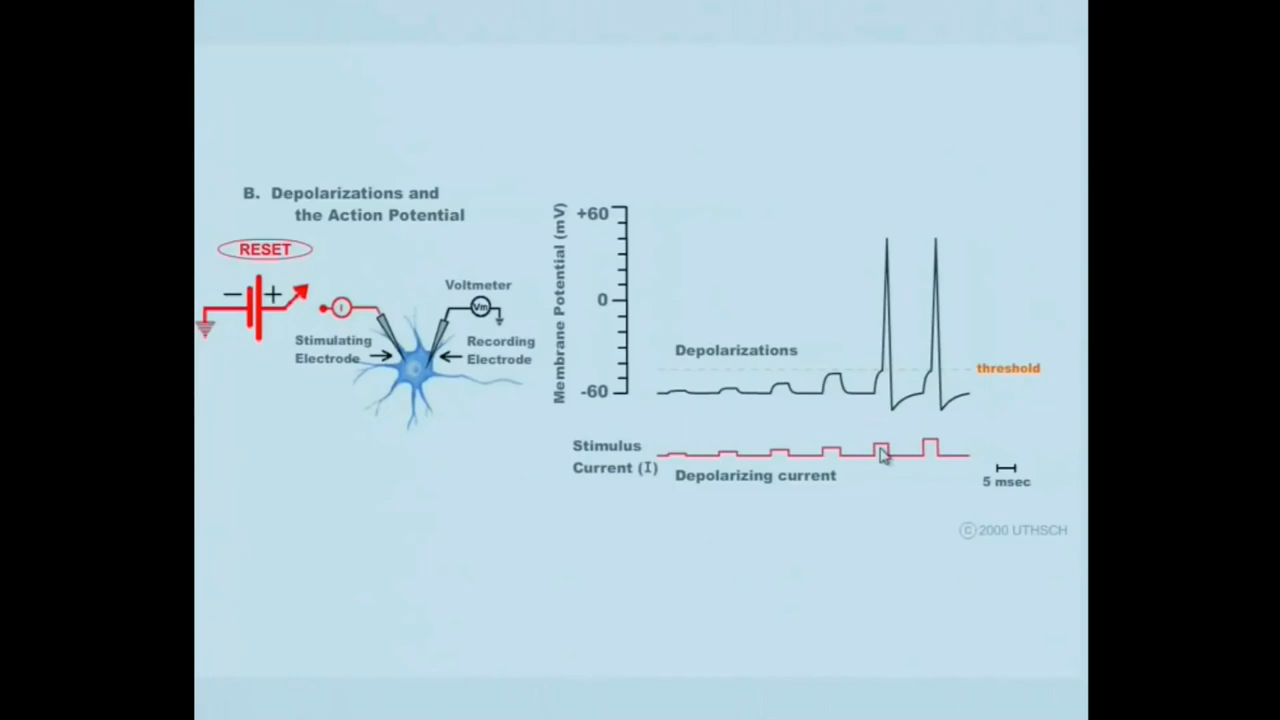 B. Depolarizations and
the Action Potential
RESET
− +
I
Voltmeter
Vm
Stimulating
Electrode
Recording
Electrode
Membrane Potential (mV)
+60
0
-60
Depolarizations
threshold
Stimulus
Current (I)
Depolarizing current
5 msec
© 2000 UTHSCH